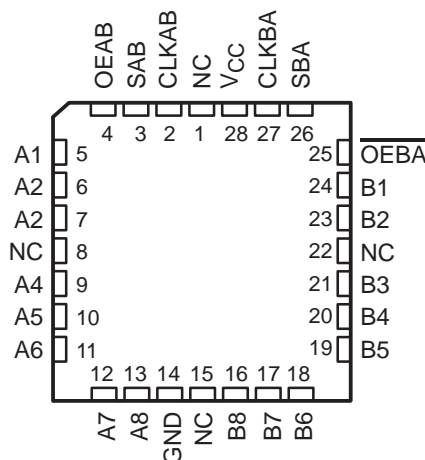 OEAB
SAB
CLKAB
NC
VCC
CLKBA
SBA
4 3 2 1 28 27 26
A1 5
A2 6
A2 7
NC 8
A4 9
A5 10
A6 11
25 OEBA
24 B1
23 B2
22 NC
21 B3
20 B4
19 B5
12 13 14 15 16 17 18
A7
A8
GND
NC
B8
B7
B6